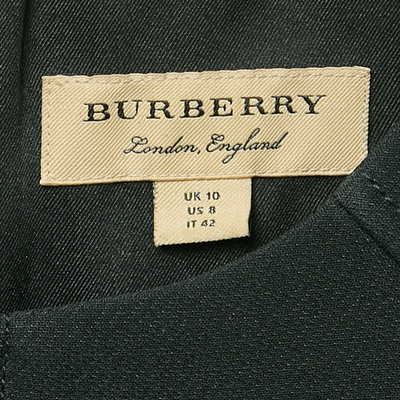 BURBERRY
London, England
UK 10
US 8
IT 42